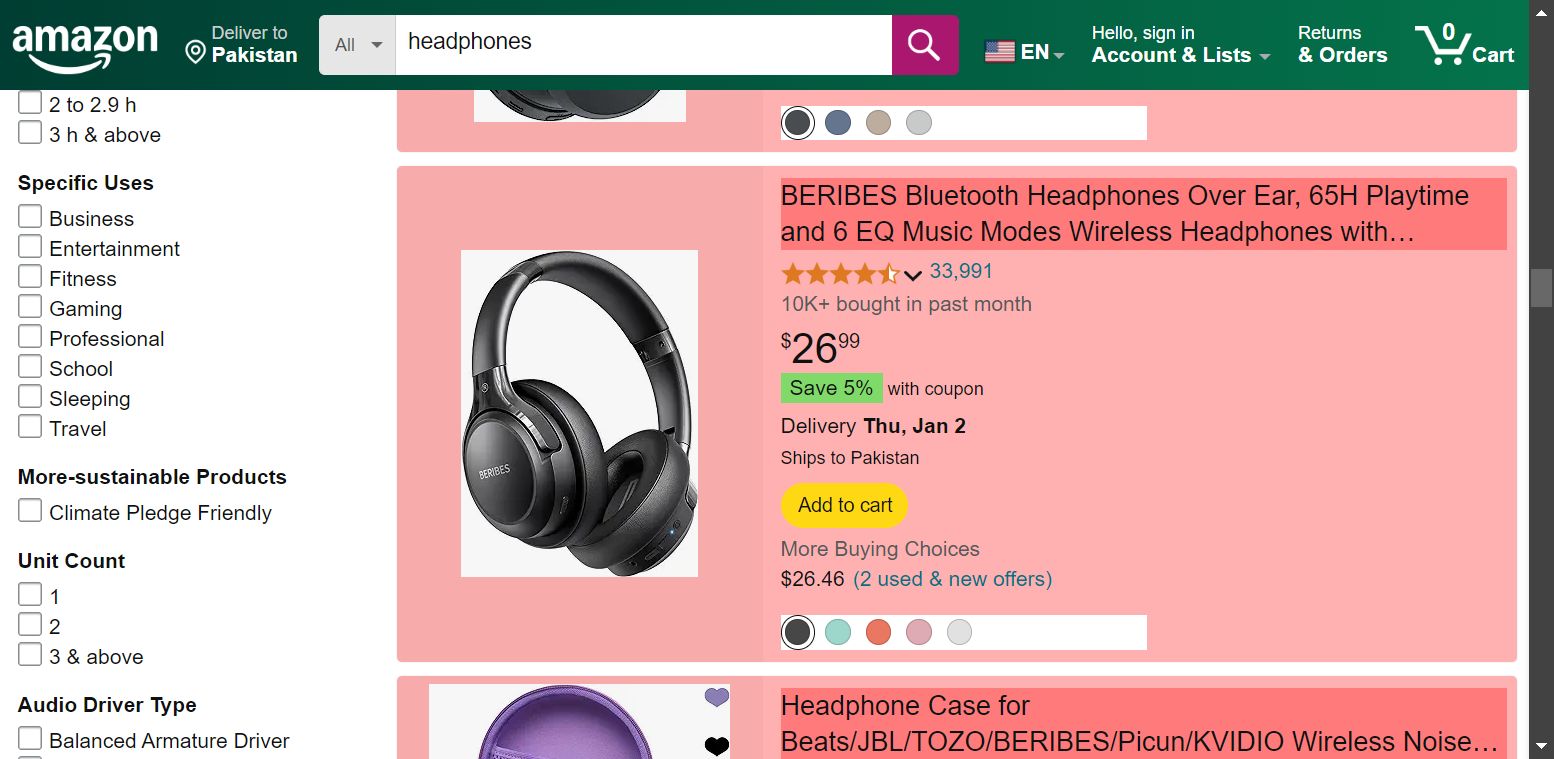 amazon
Deliver to
Pakistan
All
headphones
EN
Hello, sign in
Account & Lists
Returns
& Orders
0
Cart
2 to 2.9 h
3 h & above
Specific Uses
Business
Entertainment
Fitness
Gaming
Professional
School
Sleeping
Travel
More-sustainable Products
Climate Pledge Friendly
Unit Count
1
2
3 & above
Audio Driver Type
Balanced Armature Driver
BERIBES
BERIBES Bluetooth Headphones Over Ear, 65H Playtime
and 6 EQ Music Modes Wireless Headphones with…
33,991
10K+ bought in past month
$26 99
Save 5% with coupon
Delivery Thu, Jan 2
Ships to Pakistan
Add to cart
More Buying Choices
$26.46 (2 used & new offers)
Headphone Case for
Beats/JBL/TOZO/BERIBES/Picun/KVIDIO Wireless Noise…